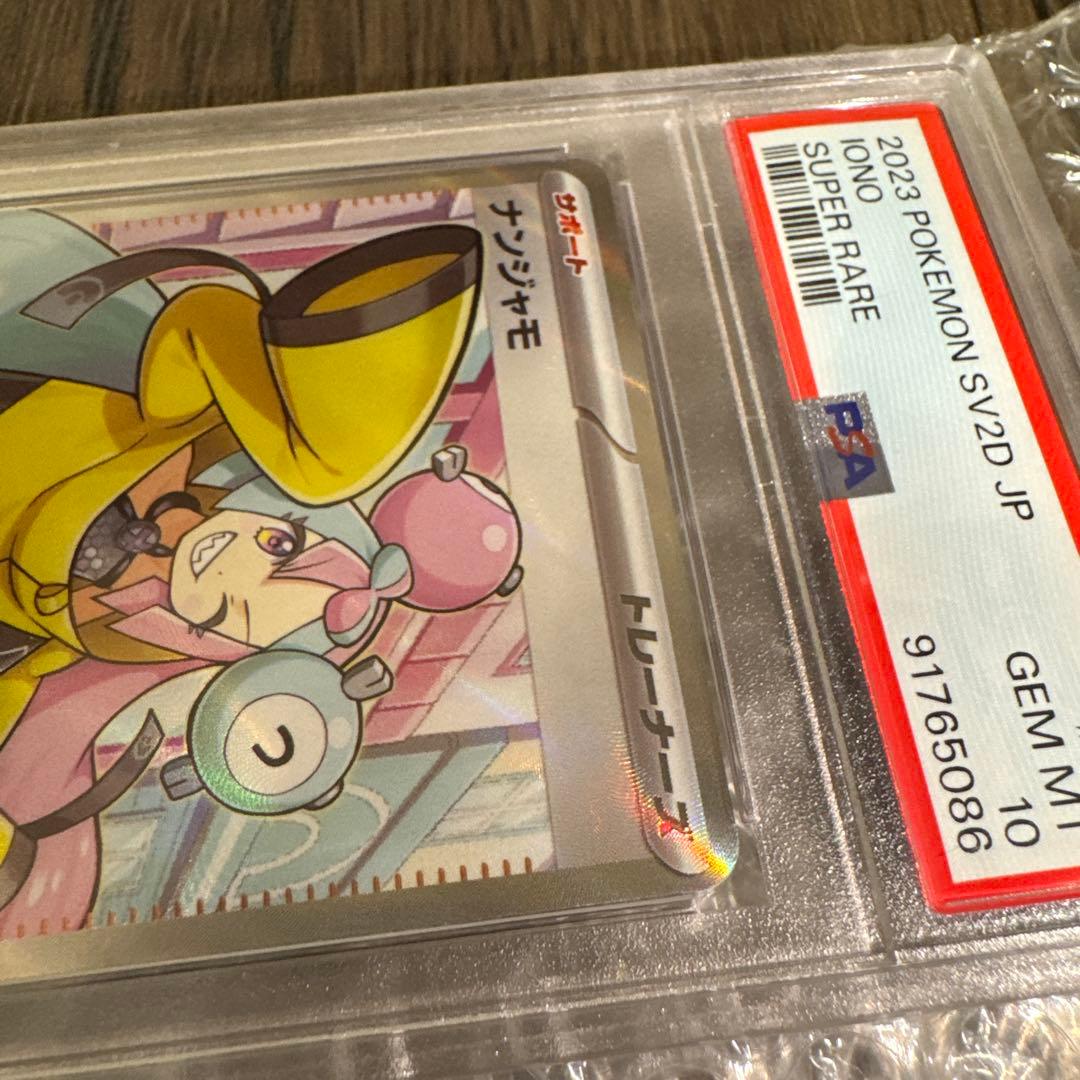 2023 POKEMON SV2D JP
IONO
SUPER RARE
GEM MT
10
91765086
PSA
サポート
トレーナーズ
ナンジャモ